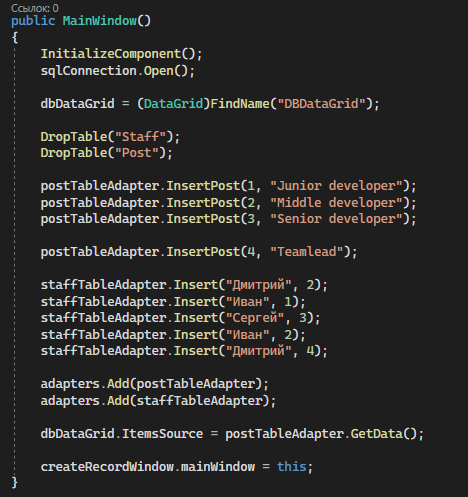 Ссылок: 0
public MainWindow()
{
InitializeComponent();
sqlConnection.Open();
dbDataGrid = (DataGrid)FindName("DBDataGrid");
DropTable("Staff");
DropTable("Post");
postTableAdapter.InsertPost(1, "Junior developer");
postTableAdapter.InsertPost(2, "Middle developer");
postTableAdapter.InsertPost(3, "Senior developer");
postTableAdapter.InsertPost(4, "Teamlead");
staffTableAdapter.Insert("Дмитрий", 2);
staffTableAdapter.Insert("Иван", 1);
staffTableAdapter.Insert("Сергей", 3);
staffTableAdapter.Insert("Иван", 2);
staffTableAdapter.Insert("Дмитрий", 4);
adapters.Add(postTableAdapter);
adapters.Add(staffTableAdapter);
dbDataGrid.ItemsSource = postTableAdapter.GetData();
createRecordWindow.mainWindow = this;
}